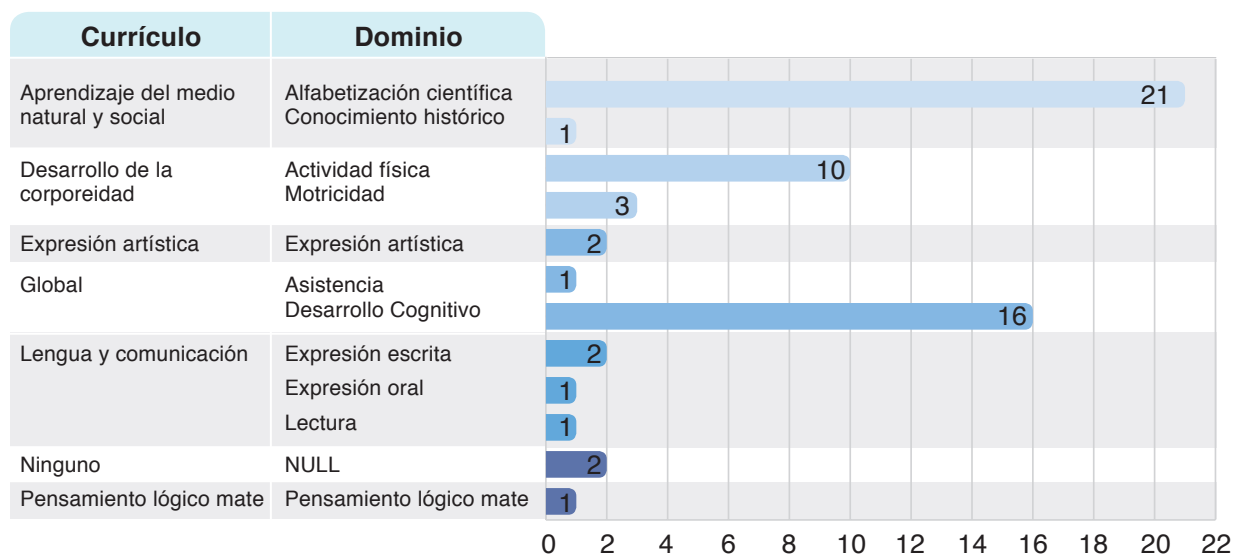 Currículo Dominio
Aprendizaje del medio Alfabetización científica 21
natural y social Conocimiento histórico 1
Desarrollo de la Actividad física 10
corporeidad Motricidad 3
Expresión artística Expresión artística 2
Global Asistencia 1
Desarrollo Cognitivo 16
Lengua y comunicación Expresión escrita 2
Expresión oral 1
Lectura 1
Ninguno NULL 2
Pensamiento lógico mate Pensamiento lógico mate 1
0 2 4 6 8 10 12 14 16 18 20 22